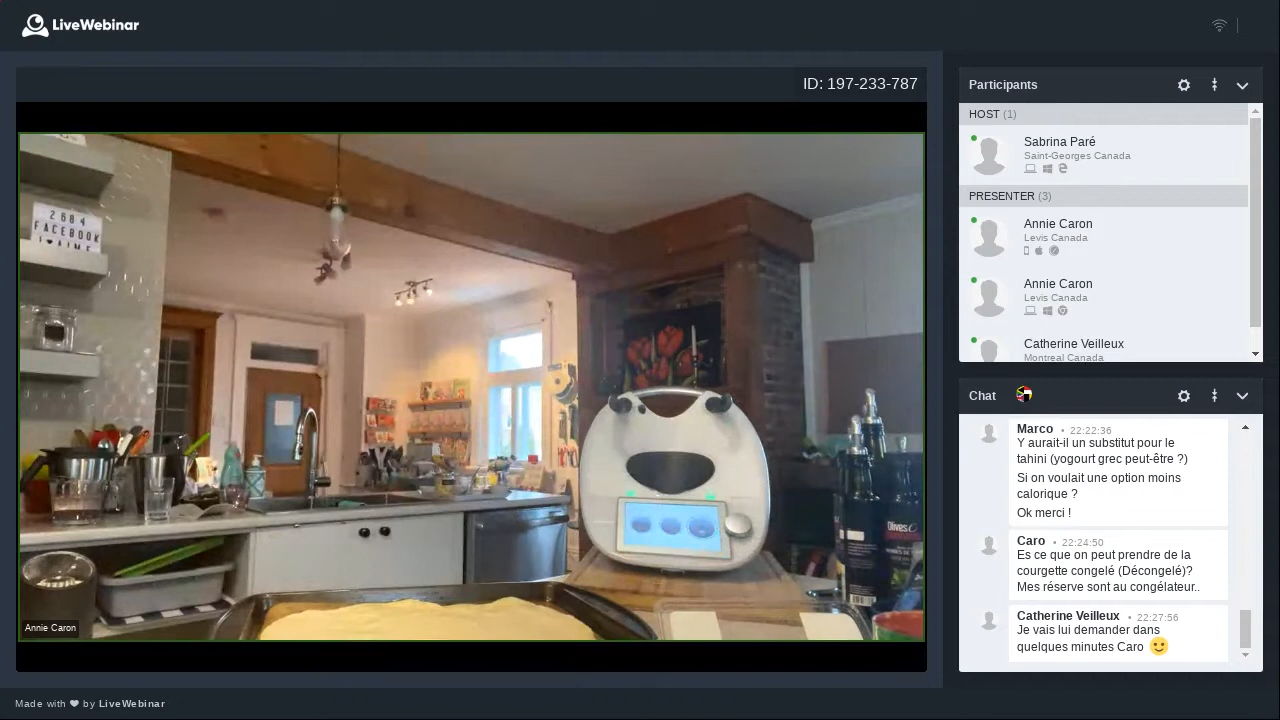 LiveWebinar
ID: 197-233-787
2684
FACEBOOK
J'♥AIME
Olives
Annie Caron
Participants
HOST (1)
Sabrina Paré
Saint-Georges Canada
PRESENTER (3)
Annie Caron
Levis Canada
Annie Caron
Levis Canada
Catherine Veilleux
Montreal Canada
Chat
Marco • 22:22:36
Y aurait-il un substitut pour le
tahini (yogourt grec peut-être ?)
Si on voulait une option moins
calorique ?
Ok merci !
Caro • 22:24:50
Es ce que on peut prendre de la
courgette congelé (Décongelé)?
Mes réserve sont au congélateur..
Catherine Veilleux • 22:27:56
Je vais lui demander dans
quelques minutes Caro 🙂
Made with ♥ by LiveWebinar